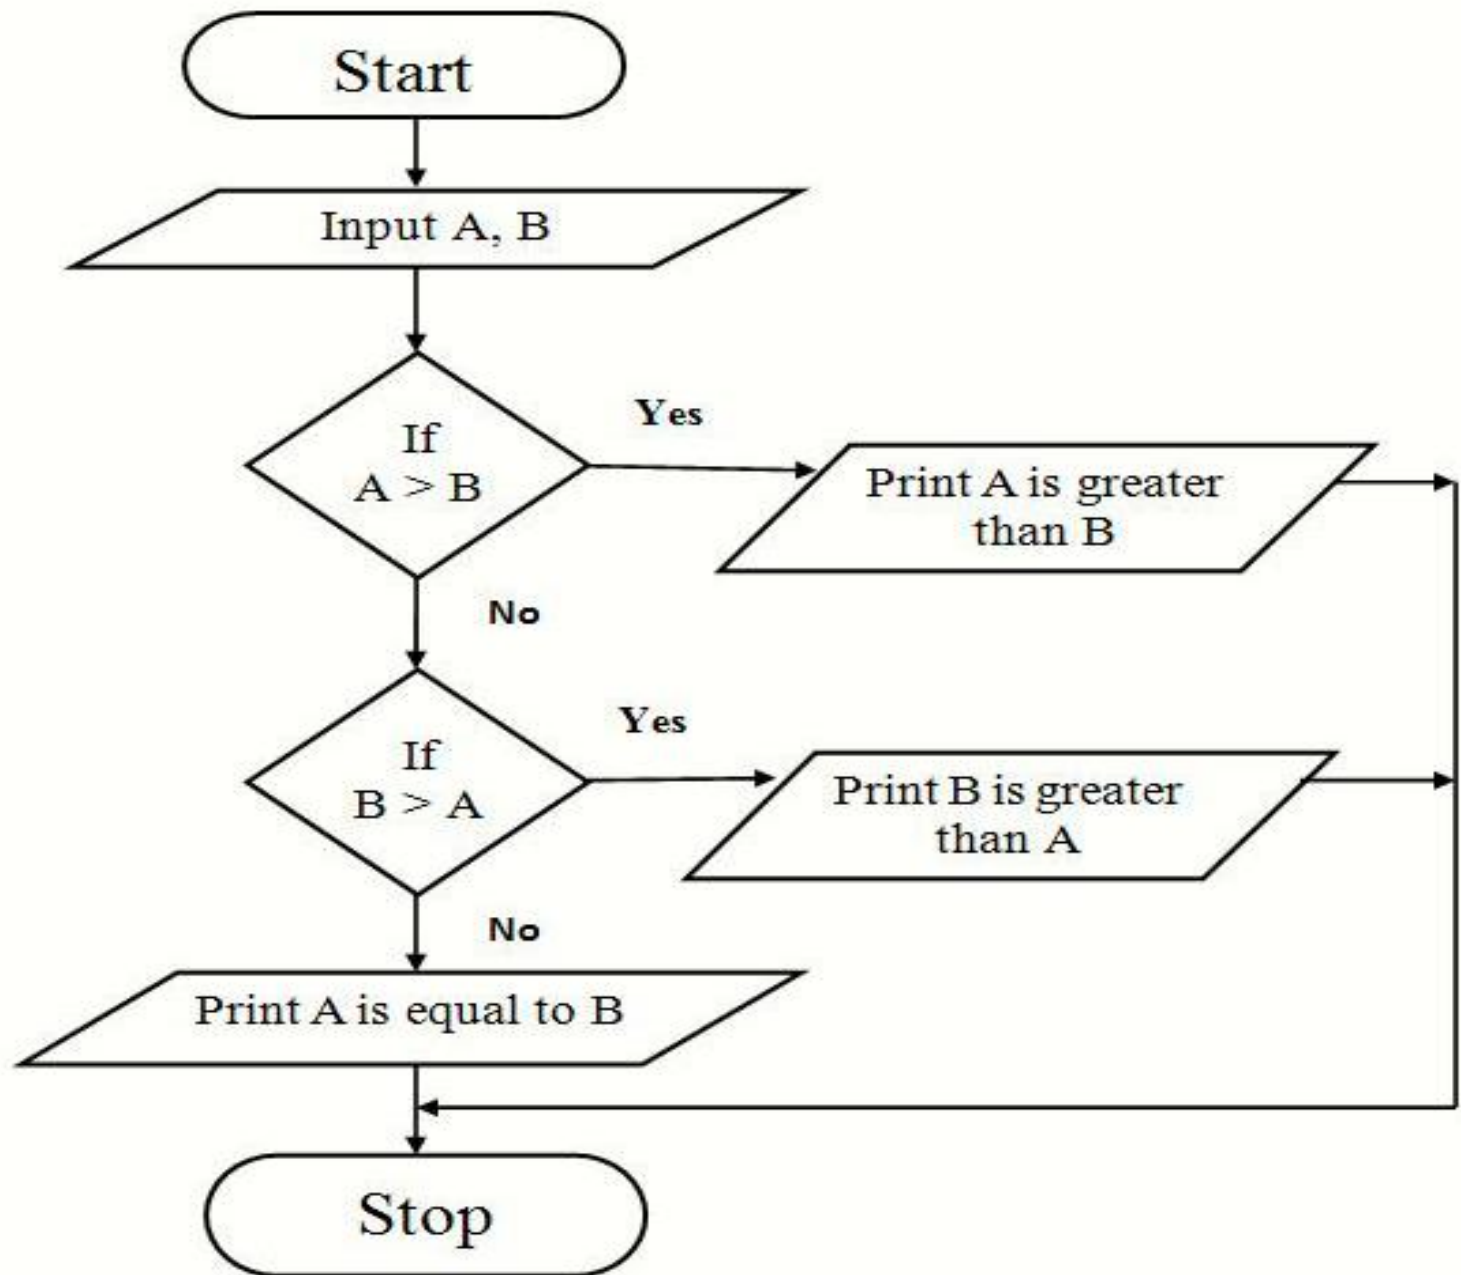 Start
Input A, B
If
A > B
Yes
Print A is greater
than B
No
If
B > A
Yes
Print B is greater
than A
No
Print A is equal to B
Stop